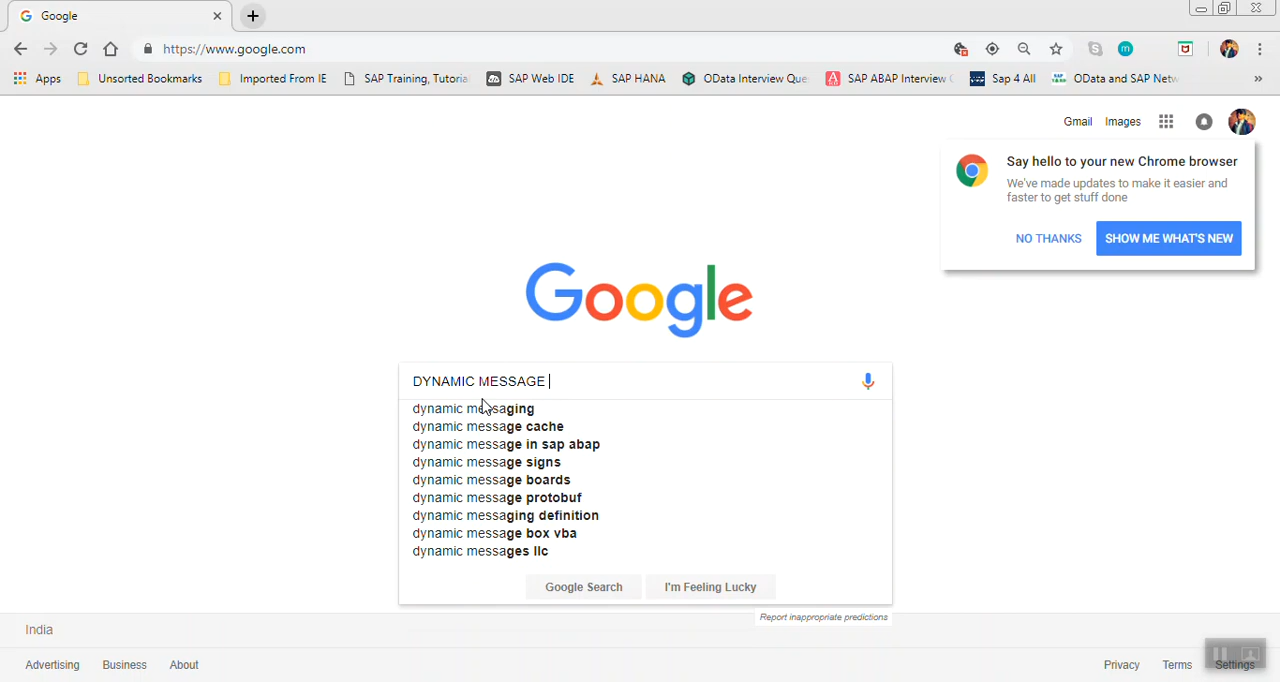 Google
https://www.google.com
Apps Unsorted Bookmarks Imported From IE SAP Training, Tutoria SAP Web IDE SAP HANA OData Interview Que SAP ABAP Interview Sap 4 All OData and SAP Netw »
Gmail Images
Say hello to your new Chrome browser
We've made updates to make it easier and
faster to get stuff done
NO THANKS SHOW ME WHAT'S NEW
Google
DYNAMIC MESSAGE
dynamic messaging
dynamic message cache
dynamic message in sap abap
dynamic message signs
dynamic message boards
dynamic message protobuf
dynamic messaging definition
dynamic message box vba
dynamic messages llc
Google Search I'm Feeling Lucky
Report inappropriate predictions
India
Advertising Business About Privacy Terms Settings